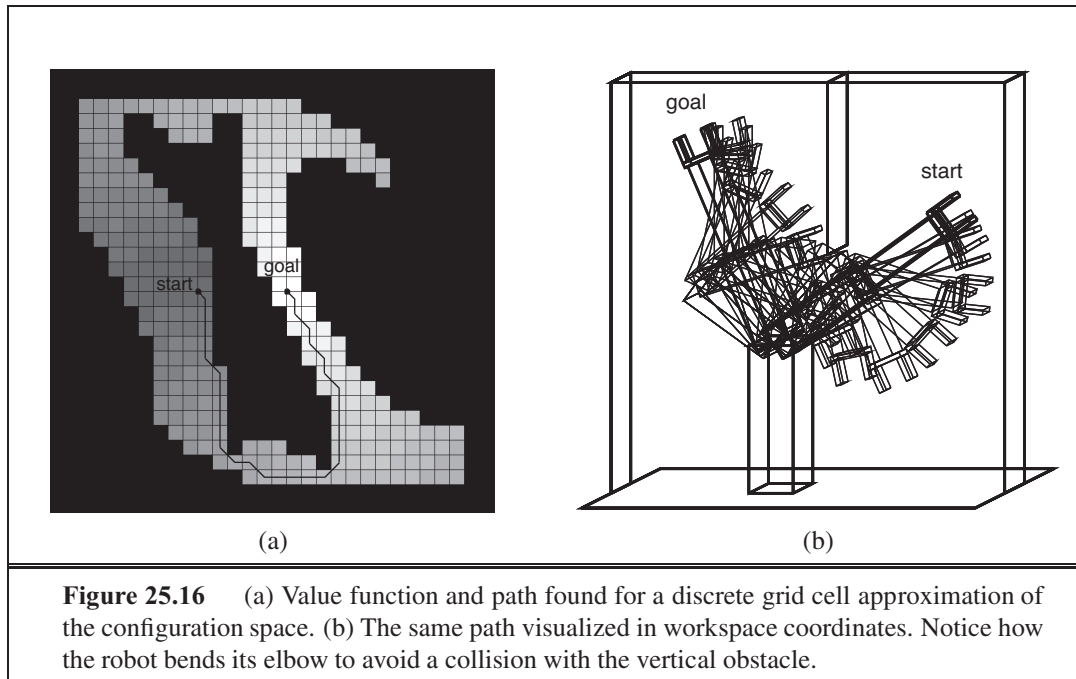 goal
start
goal
start
(a)
(b)
Figure 25.16 (a) Value function and path found for a discrete grid cell approximation of
the configuration space. (b) The same path visualized in workspace coordinates. Notice how
the robot bends its elbow to avoid a collision with the vertical obstacle.